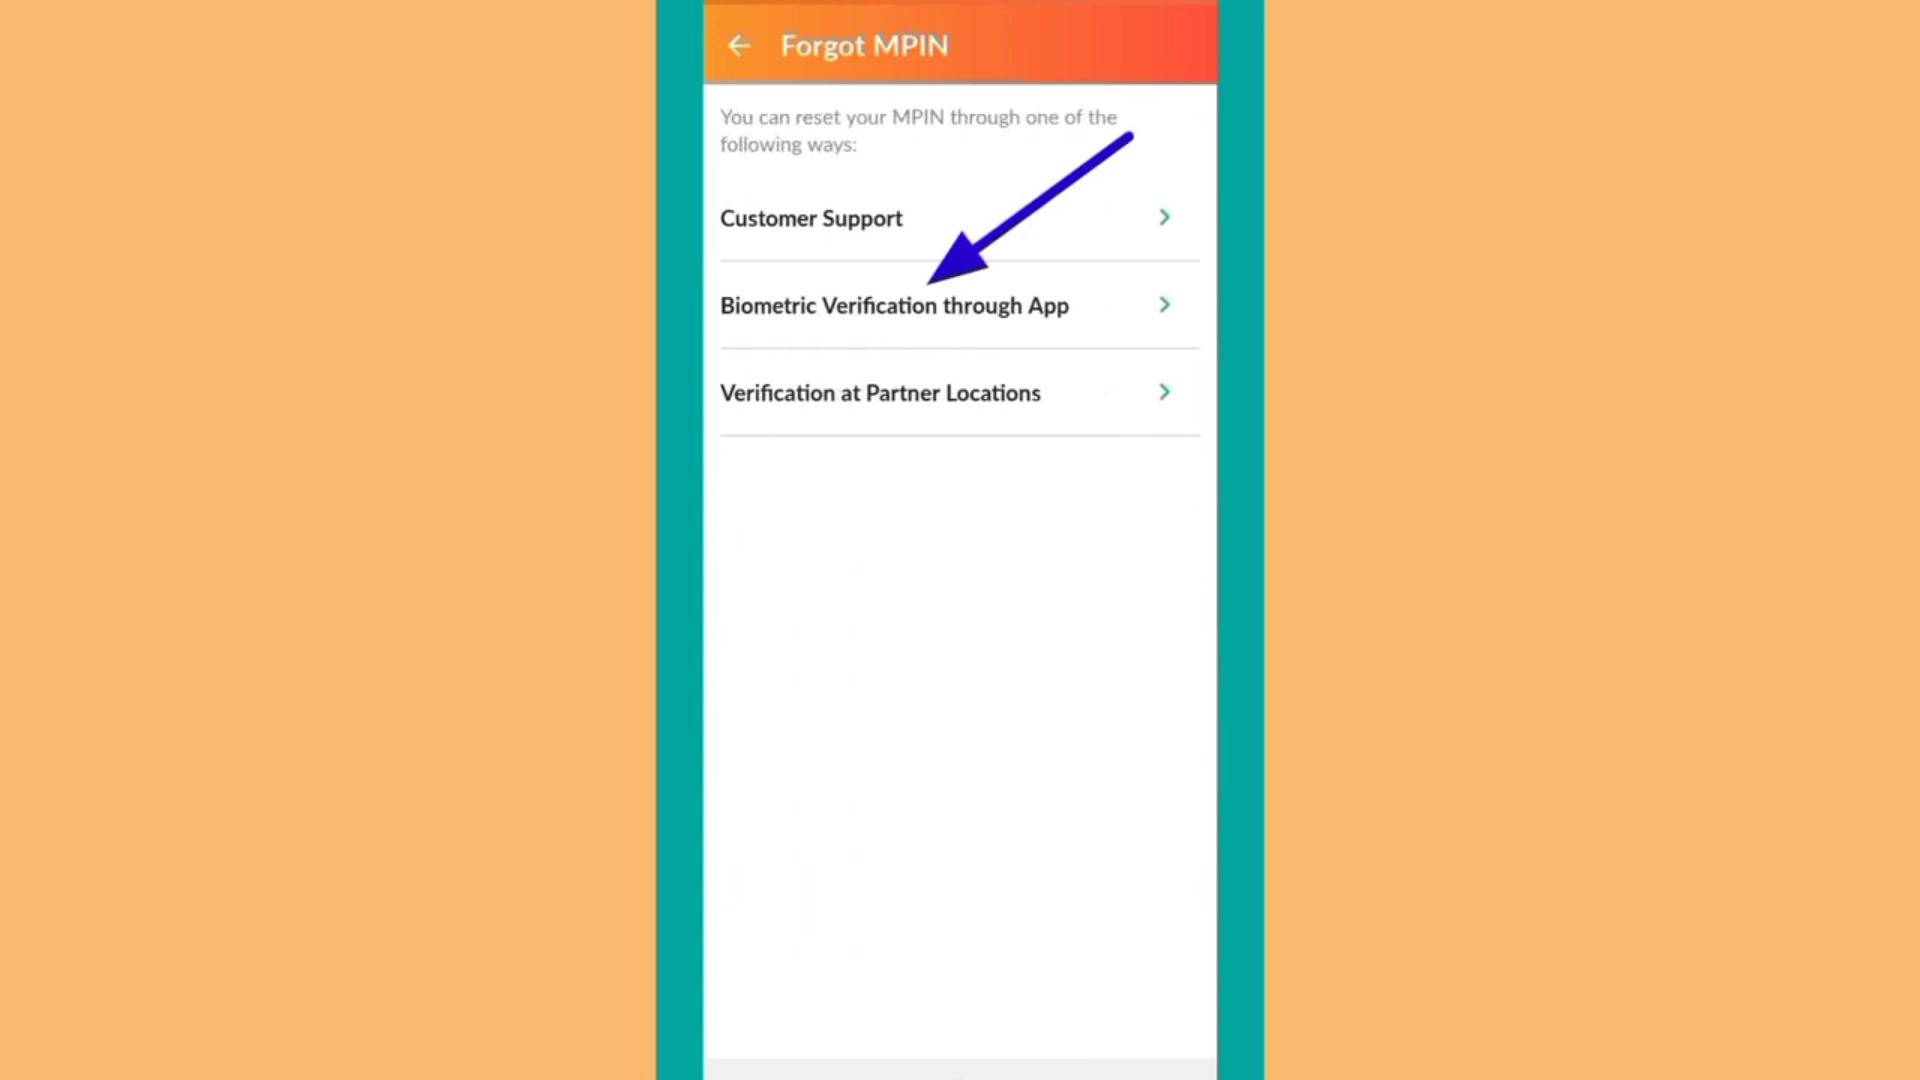 Forgot MPIN
You can reset your MPIN through one of the
following ways:
Customer Support
Biometric Verification through App
Verification at Partner Locations